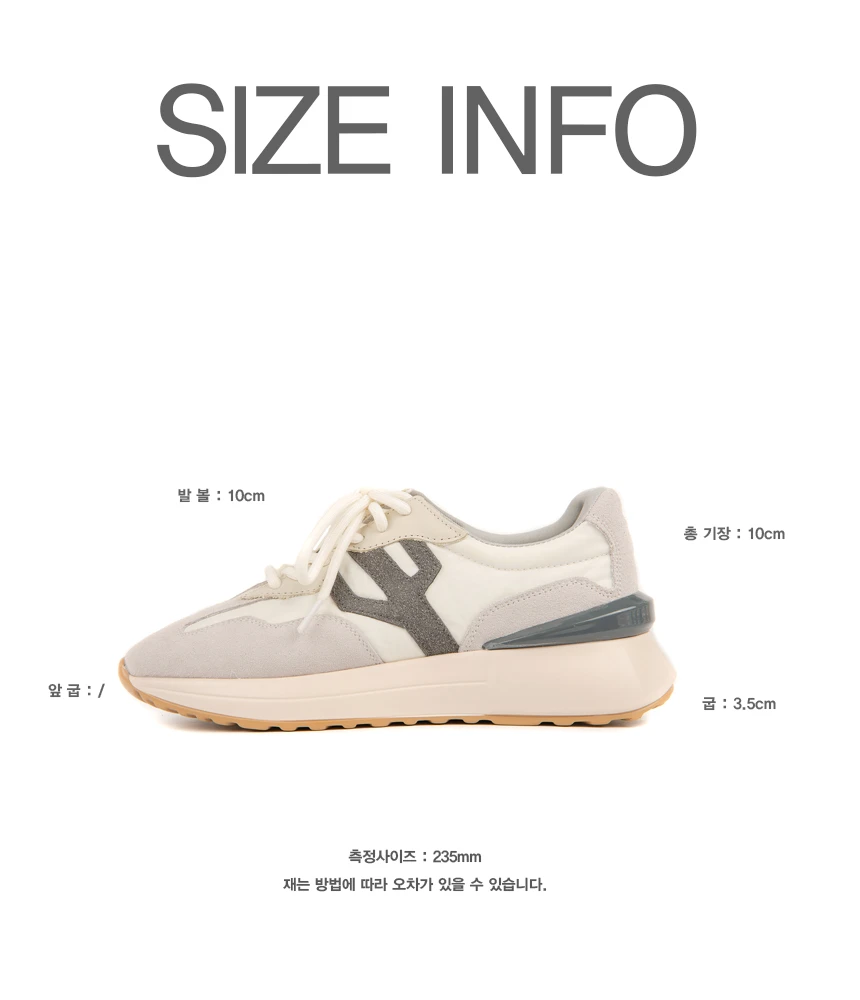 SIZE INFO
발 볼 : 10cm
총 기장 : 10cm
앞 굽 : /
굽 : 3.5cm
측정사이즈 : 235mm
재는 방법에 따라 오차가 있을 수 있습니다.